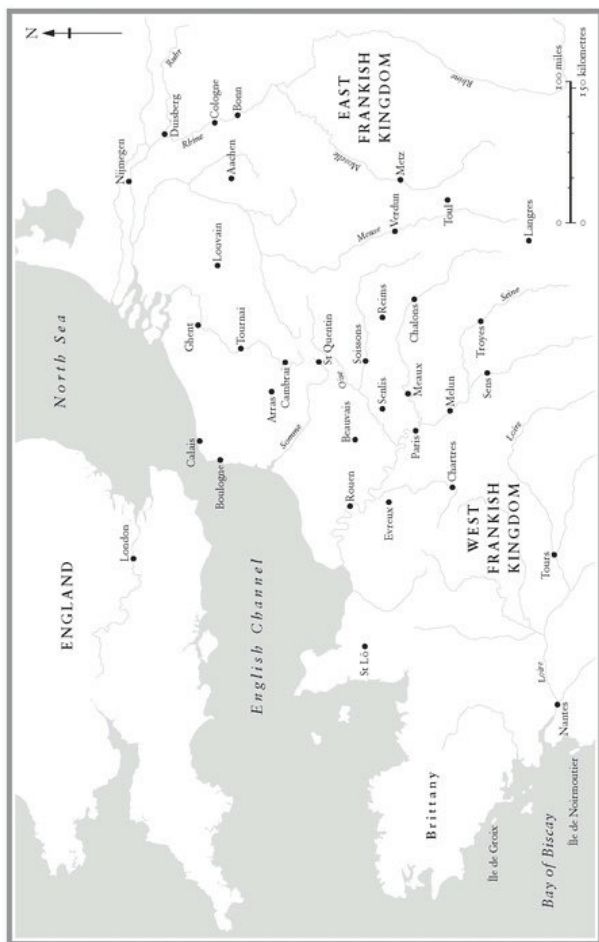 N
ENGLAND
North Sea
London
Nijmegen
Ruhr
Duisberg
Rhine
Calais
Ghent
Boulogne
Louvain
Cologne
Tournai
Aachen
Bonn
English Channel
Arras
Cambrai
Somme
St Quentin
Oise
EAST
FRANKISH
KINGDOM
Moselle
Rouen
Beauvais
Soissons
Meuse
St Lô
Evreux
Senlis
Reims
Verdun
Metz
Paris
Meaux
Chalons
Brittany
Chartres
Melun
Toul
Rhine
WEST
FRANKISH
KINGDOM
Sens
Troyes
Seine
Île de Groix
Loire
Langres
Loire
Tours
Bay of Biscay
Nantes
Île de Noirmoutier
0
100 miles
0
150 kilometres